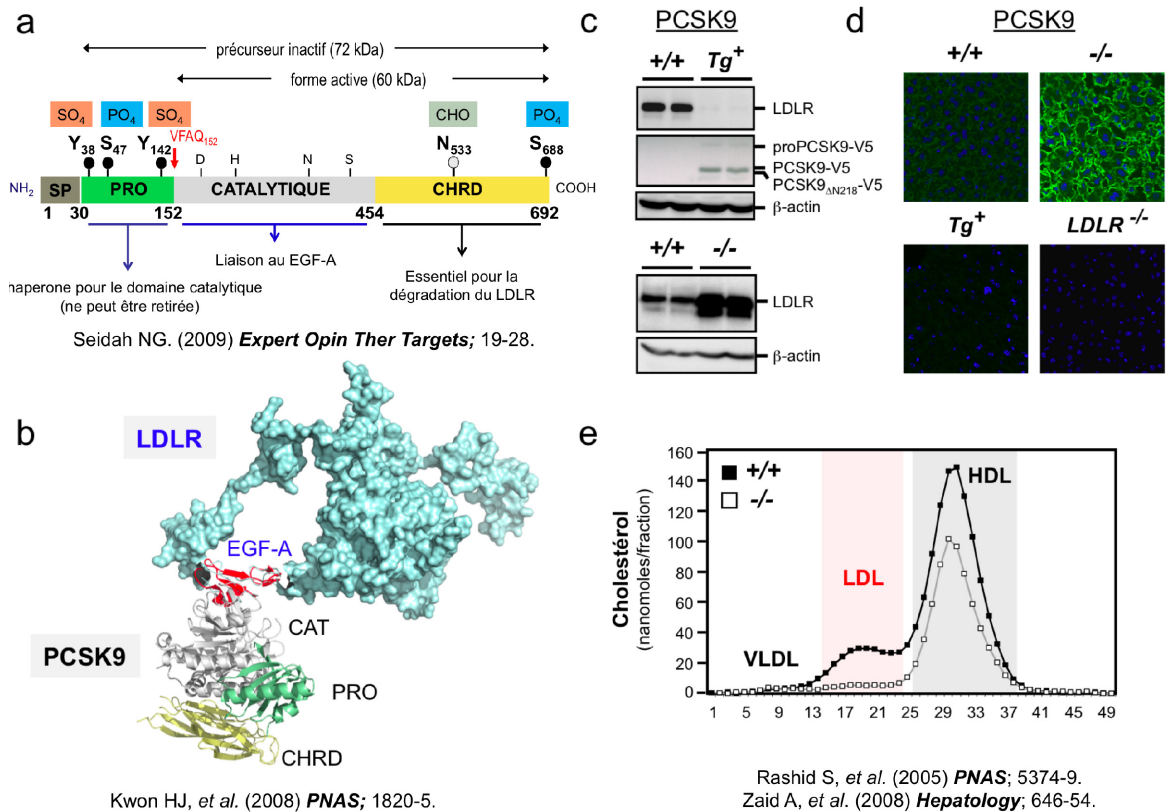 a
précurseur inactif (72 kDa)
forme active (60 kDa)
SO4 PO4 SO4 CHO PO4
Y38 S47 Y142 VFAQ152 N533 S688
D H N S
NH2 SP PRO CATALYTIQUE CHRD COOH
1 30 152 454 692
Liaison au EGF-A
haperone pour le domaine catalytique
(ne peut être retirée)
Essentiel pour la
dégradation du LDLR
Seidah NG. (2009) Expert Opin Ther Targets; 19-28.
b
LDLR
EGF-A
CAT
PCSK9
PRO
CHRD
Kwon HJ, et al. (2008) PNAS; 1820-5.
c
PCSK9
+/+ Tg+
LDLR
proPCSK9-V5
PCSK9-V5
PCSK9ΔN218-V5
β-actin
+/+ -/-
LDLR
β-actin
d
PCSK9
+/+ -/-
Tg+ LDLR -/-
e
Cholestérol
(nanomoles/fraction)
160
140
120
100
80
60
40
20
0
+/+
-/-
HDL
LDL
VLDL
1 5 9 13 17 21 25 29 33 37 41 45 49
Rashid S, et al. (2005) PNAS; 5374-9.
Zaid A, et al. (2008) Hepatology; 646-54.